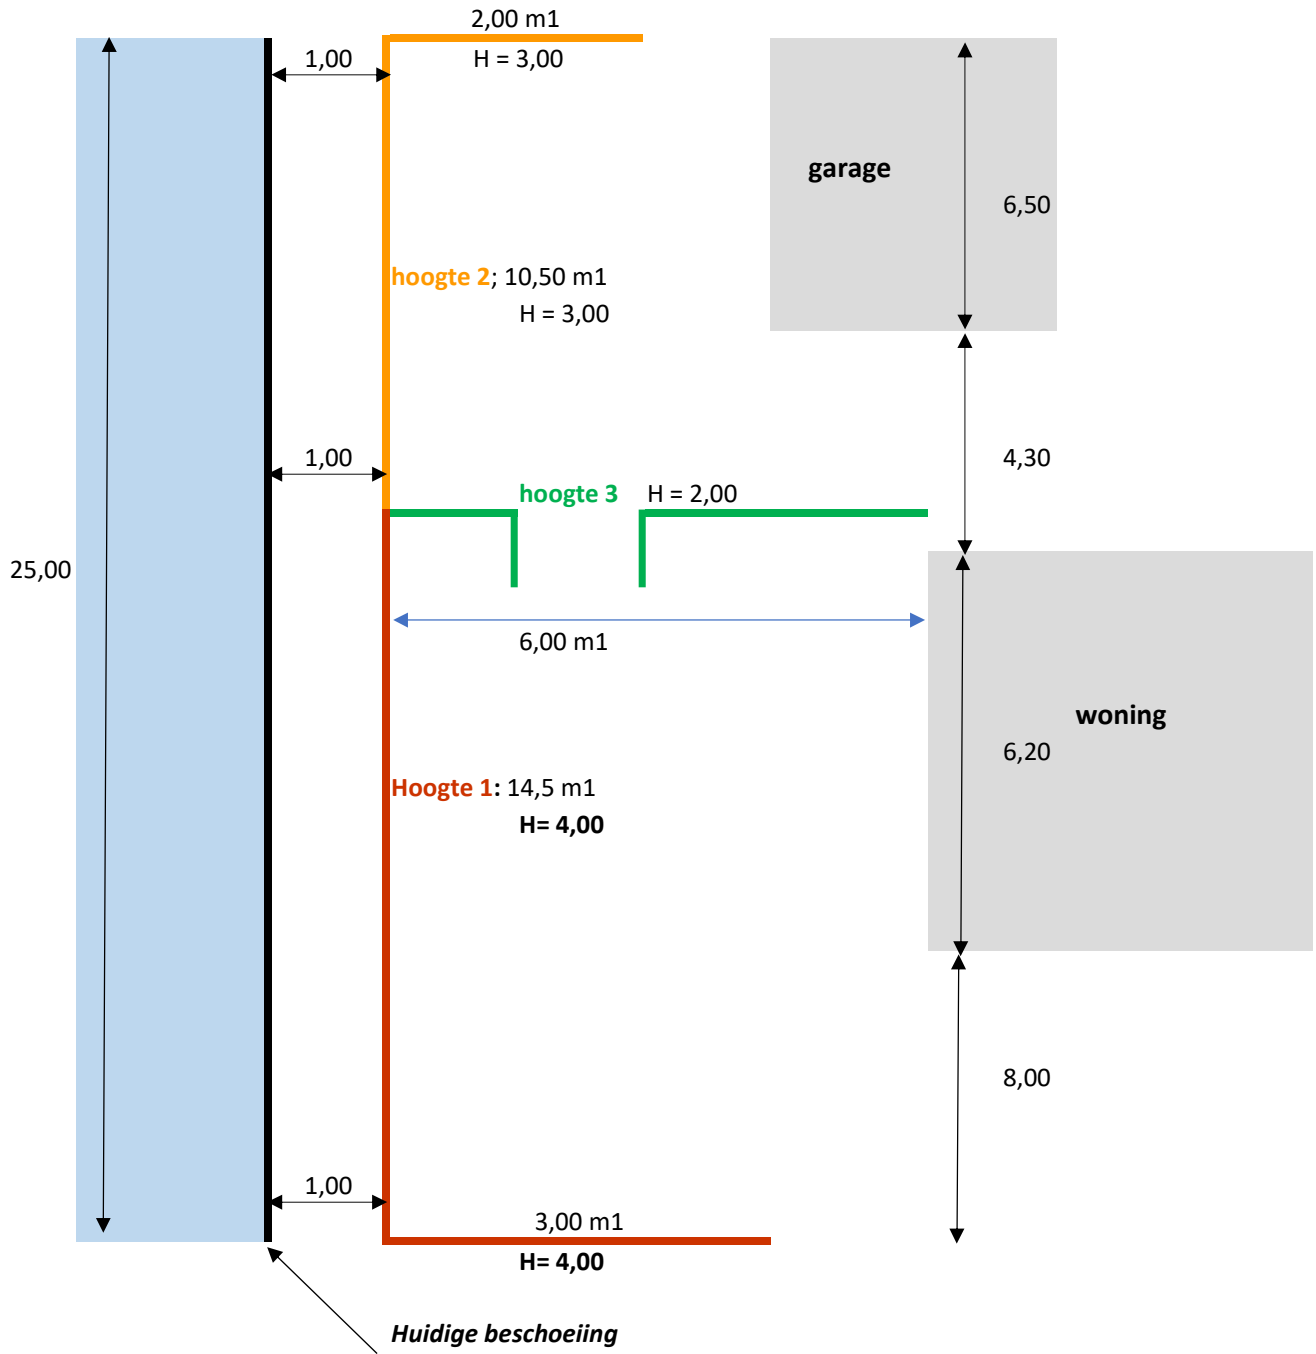 2,00 m1
1,00
H = 3,00
garage
6,50
hoogte 2; 10,50 m1
H = 3,00
1,00
4,30
hoogte 3 H = 2,00
25,00
6,00 m1
woning
6,20
Hoogte 1: 14,5 m1
H= 4,00
8,00
1,00
3,00 m1
H= 4,00
Huidige beschoeiing